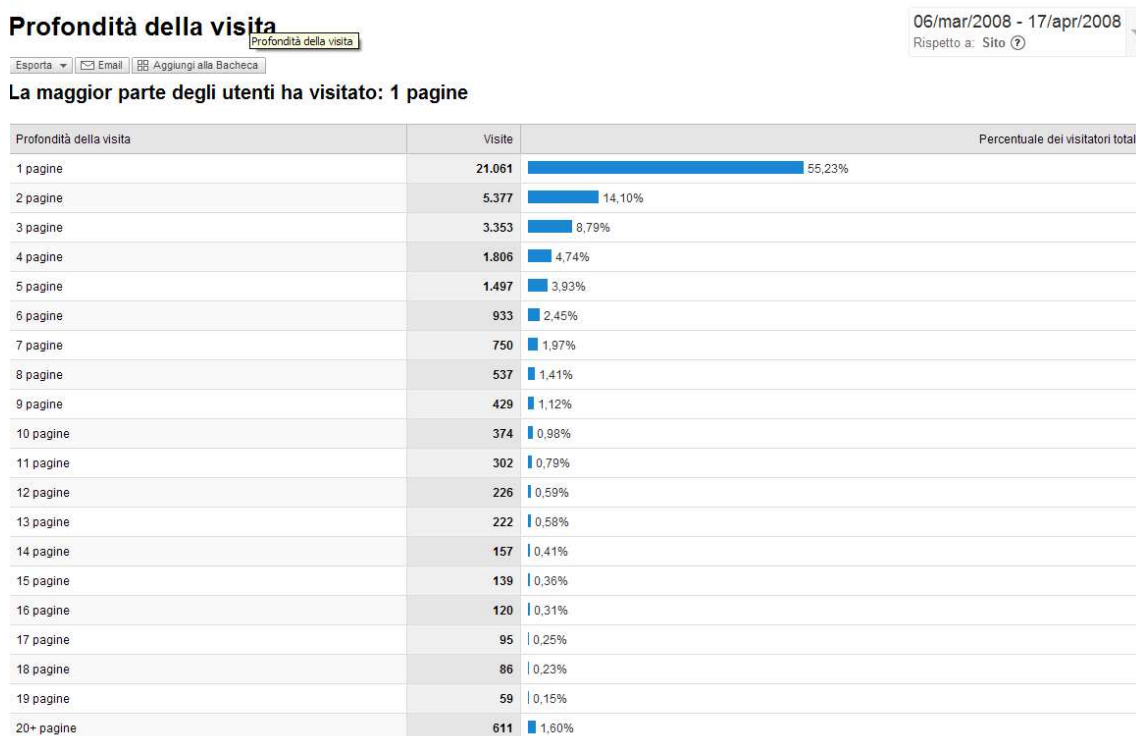 Profondità della visita
Profondità della visita
06/mar/2008 - 17/apr/2008
Rispetto a: Sito ?
Esporta Email Aggiungi alla Bacheca
La maggior parte degli utenti ha visitato: 1 pagine
Profondità della visita Visite Percentuale dei visitatori total
1 pagine 21.061 55,23%
2 pagine 5.377 14,10%
3 pagine 3.353 8,79%
4 pagine 1.806 4,74%
5 pagine 1.497 3,93%
6 pagine 933 2,45%
7 pagine 750 1,97%
8 pagine 537 1,41%
9 pagine 429 1,12%
10 pagine 374 0,98%
11 pagine 302 0,79%
12 pagine 226 0,59%
13 pagine 222 0,58%
14 pagine 157 0,41%
15 pagine 139 0,36%
16 pagine 120 0,31%
17 pagine 95 0,25%
18 pagine 86 0,23%
19 pagine 59 0,15%
20+ pagine 611 1,60%